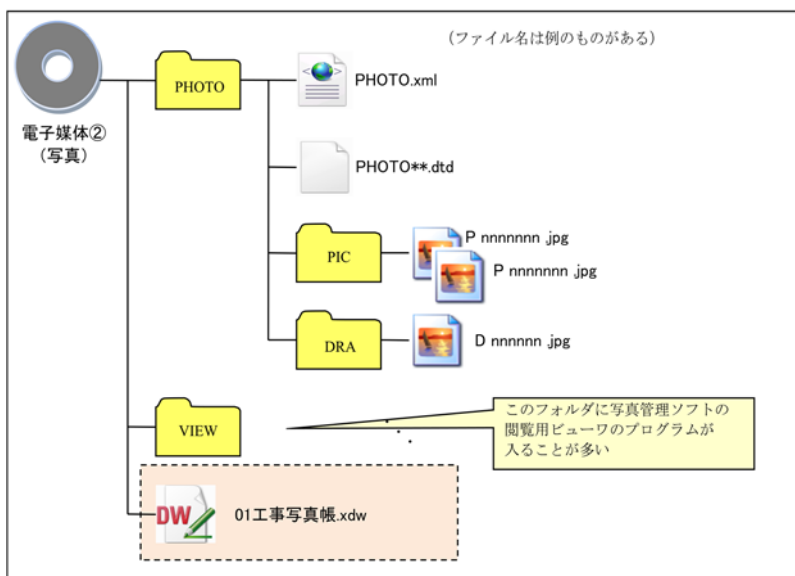 (ファイル名は例のものがある)
電子媒体②
(写真)
PHOTO
PHOTO.xml
PHOTO**.dtd
PIC
P nnnnnnn .jpg
P nnnnnnn .jpg
DRA
D nnnnnn .jpg
VIEW
このフォルダに写真管理ソフトの
閲覧用ビューワのプログラムが
入ることが多い
DW
01工事写真帳.xdw